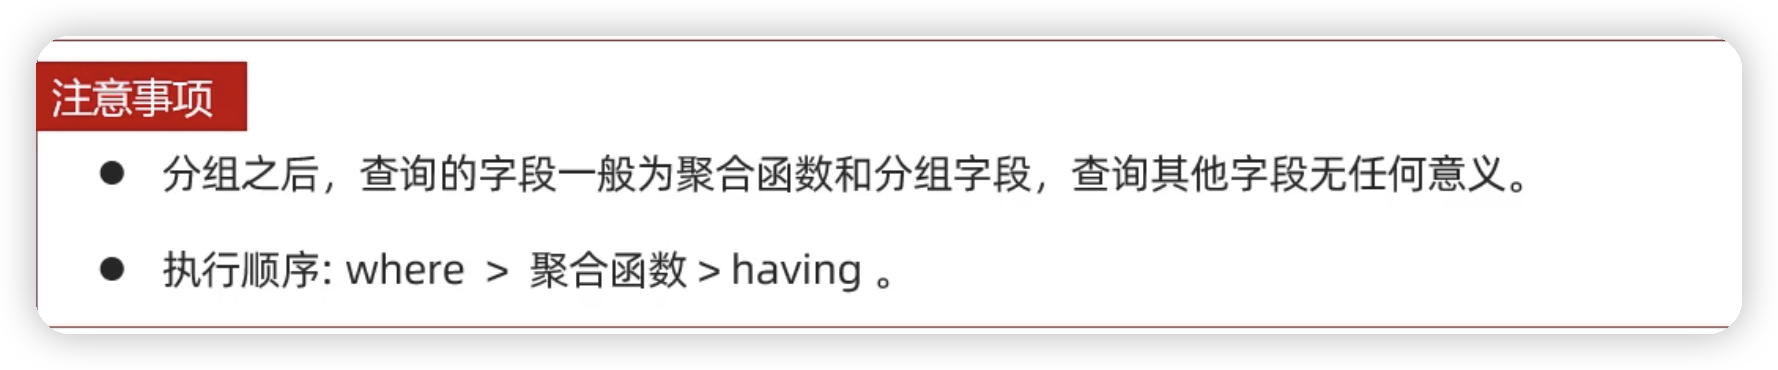 注意事项
● 分组之后，查询的字段一般为聚合函数和分组字段，查询其他字段无任何意义。
● 执行顺序: where > 聚合函数 > having 。